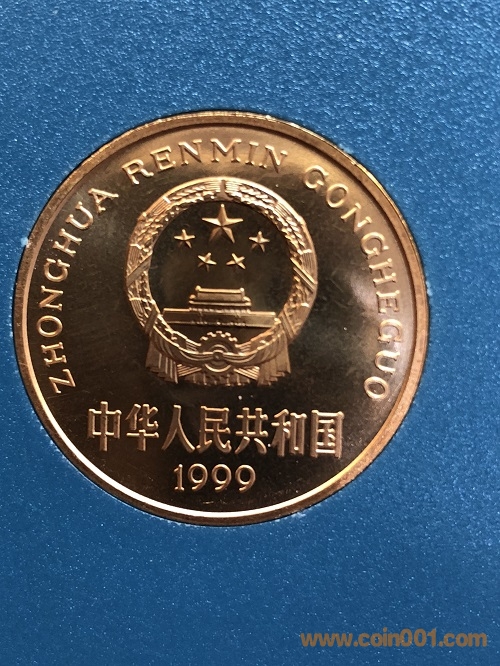 ZHONGHUA RENMIN GONGHEGUO
中华人民共和国
1999
www.coin001.com